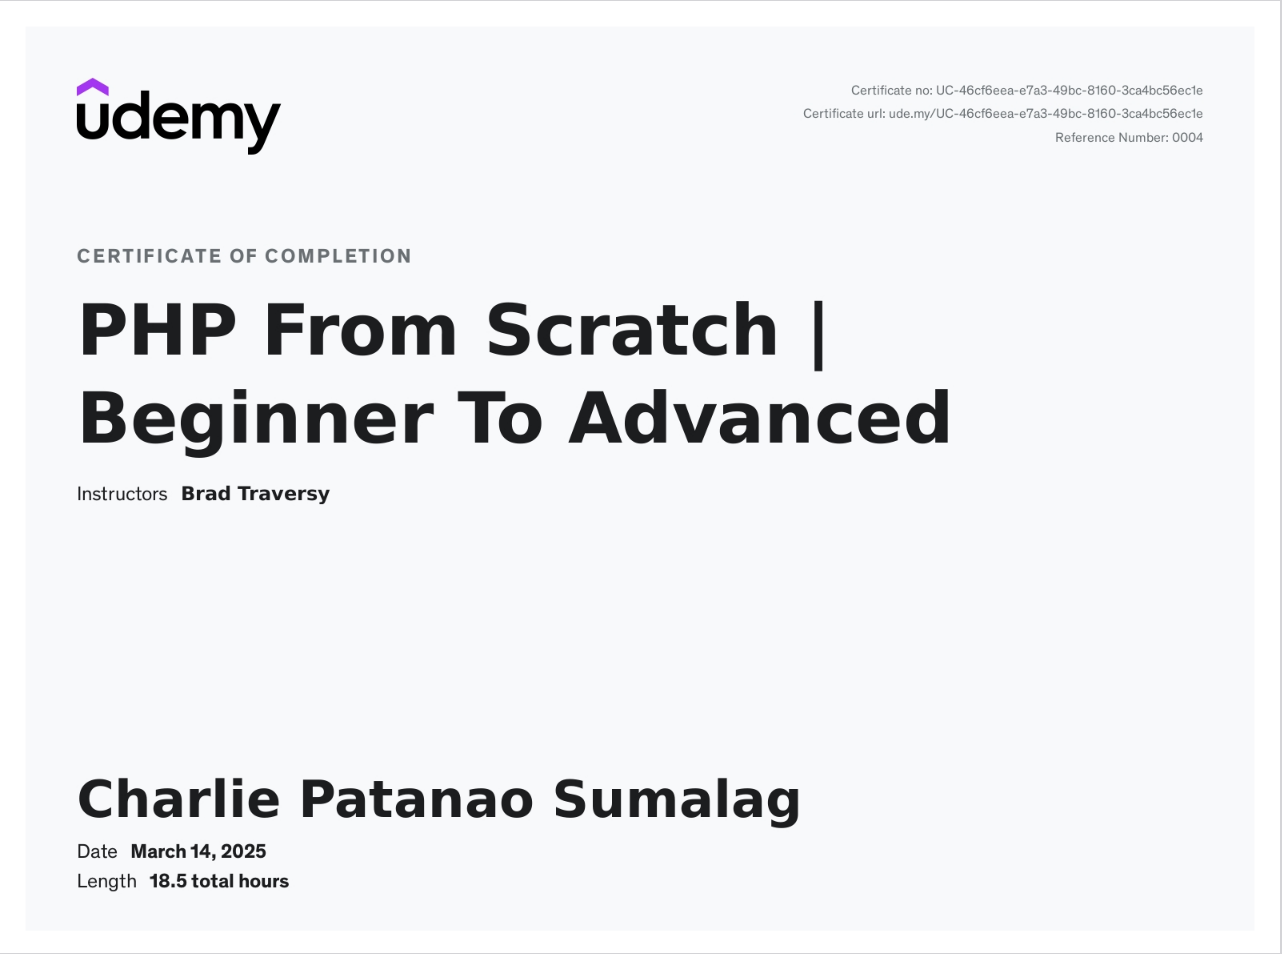 udemy
Certificate no: UC-46cf6eea-e7a3-49bc-8160-3ca4bc56ec1e
Certificate url: ude.my/UC-46cf6eea-e7a3-49bc-8160-3ca4bc56ec1e
Reference Number: 0004
CERTIFICATE OF COMPLETION
PHP From Scratch |
Beginner To Advanced
Instructors Brad Traversy
Charlie Patanao Sumalag
Date March 14, 2025
Length 18.5 total hours